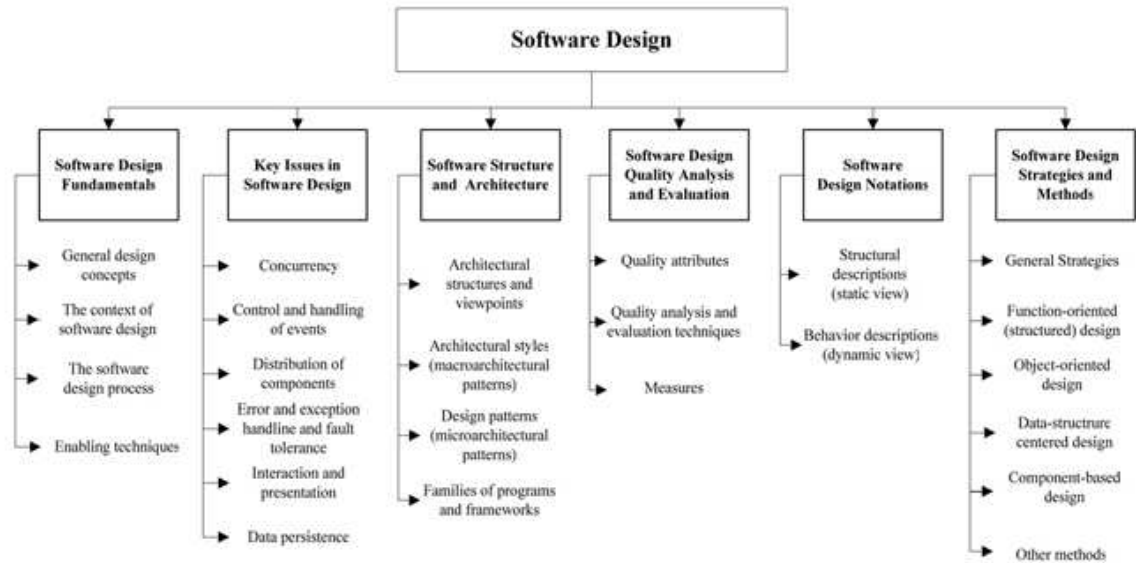 Software Design
Software Design
Fundamentals
General design
concepts
The context of
software design
The software
design process
Enabling techniques
Key Issues in
Software Design
Concurrency
Control and handling
of events
Distribution of
components
Error and exception
handline and fault
tolerance
Interaction and
presentation
Data persistence
Software Structure
and Architecture
Architectural
structures and
viewpoints
Architectural styles
(macroarchitectural
patterns)
Design patterns
(microarchitectural
patterns)
Families of programs
and frameworks
Software Design
Quality Analysis
and Evaluation
Quality attributes
Quality analysis and
evaluation techniques
Measures
Software
Design Notations
Structural
descriptions
(static view)
Behavior descriptions
(dynamic view)
Software Design
Strategies and
Methods
General Strategies
Function-oriented
(structured) design
Object-oriented
design
Data-structrure
centered design
Component-based
design
Other methods